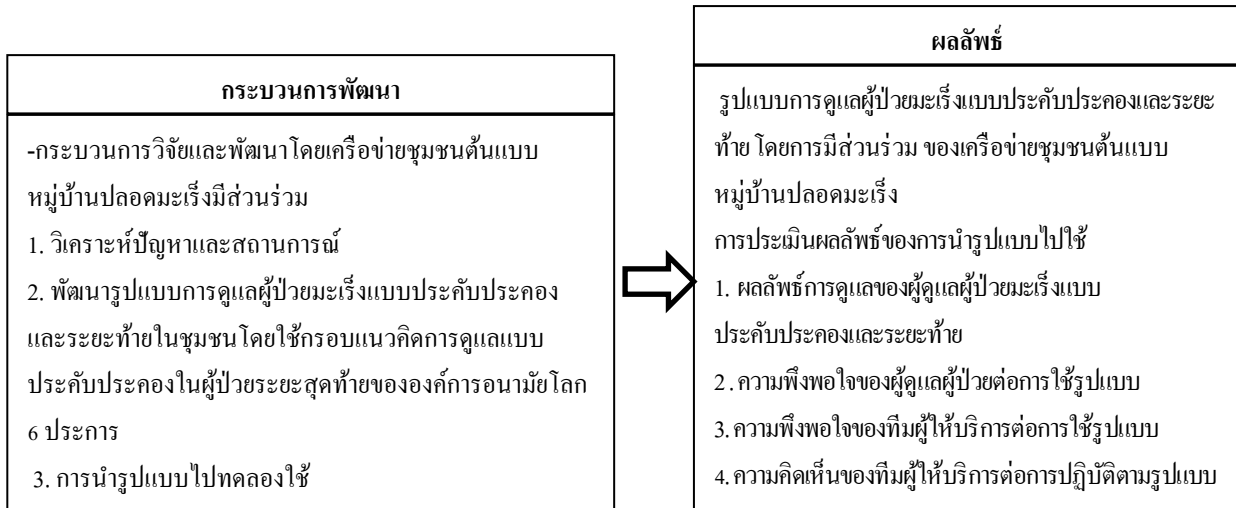 กระบวนการพัฒนา
-กระบวนการวิจัยและพัฒนาโดยเครือข่ายชุมชนต้นแบบ
หมู่บ้านปลอดมะเร็งมีส่วนร่วม
1. วิเคราะห์ปัญหาและสถานการณ์
2. พัฒนารูปแบบการดูแลผู้ป่วยมะเร็งแบบประคับประคอง
และระยะท้ายในชุมชนโดยใช้กรอบแนวคิดการดูแลแบบ
ประคับประคองในผู้ป่วยระยะสุดท้ายขององค์การอนามัยโลก
6 ประการ
3. การนำรูปแบบไปทดลองใช้
ผลลัพธ์
รูปแบบการดูแลผู้ป่วยมะเร็งแบบประคับประคองและระยะ
ท้าย โดยการมีส่วนร่วม ของเครือข่ายชุมชนต้นแบบ
หมู่บ้านปลอดมะเร็ง
การประเมินผลลัพธ์ของการนำรูปแบบไปใช้
1. ผลลัพธ์การดูแลของผู้ดูแลผู้ป่วยมะเร็งแบบ
ประคับประคองและระยะท้าย
2. ความพึงพอใจของผู้ดูแลผู้ป่วยต่อการใช้รูปแบบ
3. ความพึงพอใจของทีมผู้ให้บริการต่อการใช้รูปแบบ
4. ความคิดเห็นของทีมผู้ให้บริการต่อการปฏิบัติตามรูปแบบ